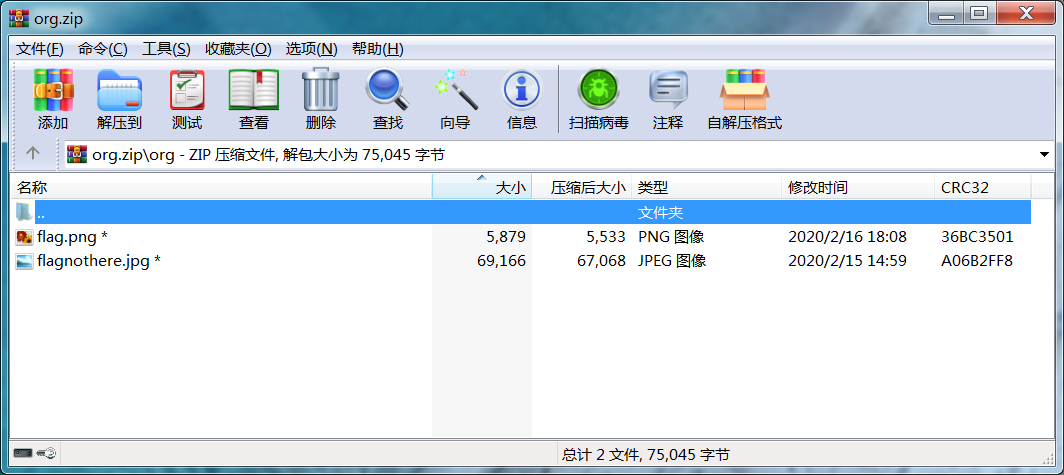 org.zip
文件(F) 命令(C) 工具(S) 收藏夹(O) 选项(N) 帮助(H)
添加 解压到 测试 查看 删除 查找 向导 信息 扫描病毒 注释 自解压格式
org.zip\org - ZIP 压缩文件, 解包大小为 75,045 字节
名称 大小 压缩后大小 类型 修改时间 CRC32
.. 文件夹
flag.png * 5,879 5,533 PNG 图像 2020/2/16 18:08 36BC3501
flagnothere.jpg * 69,166 67,068 JPEG 图像 2020/2/15 14:59 A06B2FF8
总计 2 文件, 75,045 字节